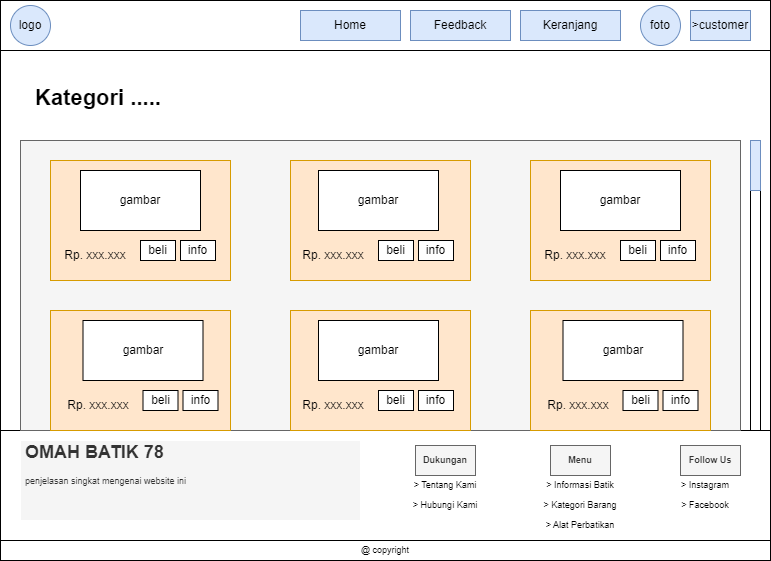 logo
Home
Feedback
Keranjang
foto
>customer
Kategori .....
gambar
gambar
gambar
Rp. xxx.xxx
beli
info
Rp. xxx.xxx
beli
info
Rp. xxx.xxx
beli
info
gambar
gambar
gambar
Rp. xxx.xxx
beli
info
Rp. xxx.xxx
beli
info
Rp. xxx.xxx
beli
info
OMAH BATIK 78
penjelasan singkat mengenai website ini
Dukungan
> Tentang Kami
> Hubungi Kami
Menu
> Informasi Batik
> Kategori Barang
> Alat Perbatikan
Follow Us
> Instagram
> Facebook
@ copyright